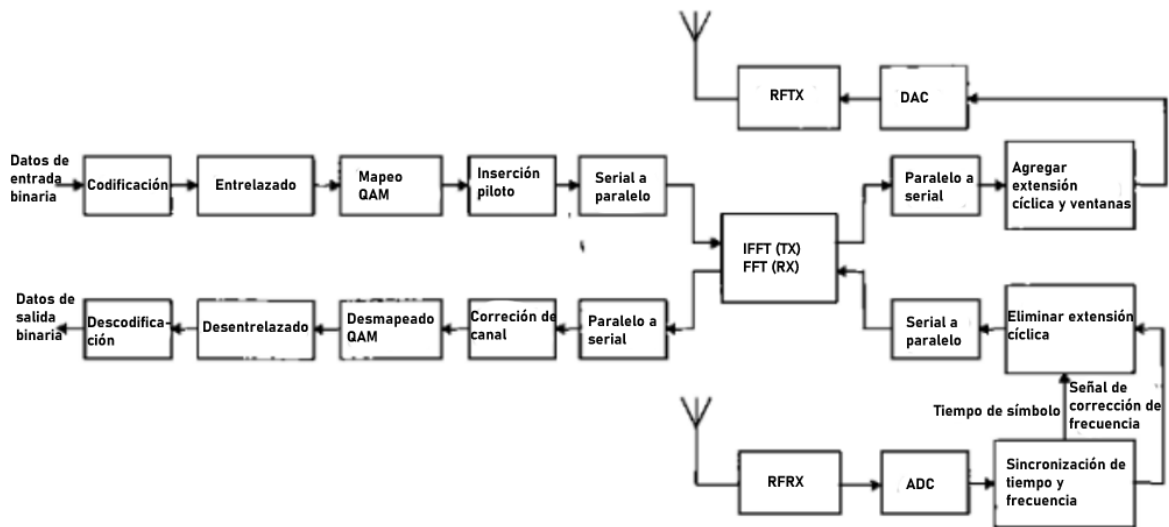 RFTX
DAC
Datos de
entrada
binaria
Codificación
Entrelazado
Mapeo
QAM
Inserción
piloto
Serial a
paralelo
IFFT (TX)
FFT (RX)
Paralelo a
serial
Agregar
extensión
cíclica y ventanas
Datos de
salida
binaria
Descodifica-
ción
Desentrelazado
Desmapeado
QAM
Correción de
canal
Paralelo a
serial
Serial a
paralelo
Eliminar extensión
cíclica
Tiempo de símbolo
Señal de
corrección de
frecuencia
RFRX
ADC
Sincronización de
tiempo y
frecuencia